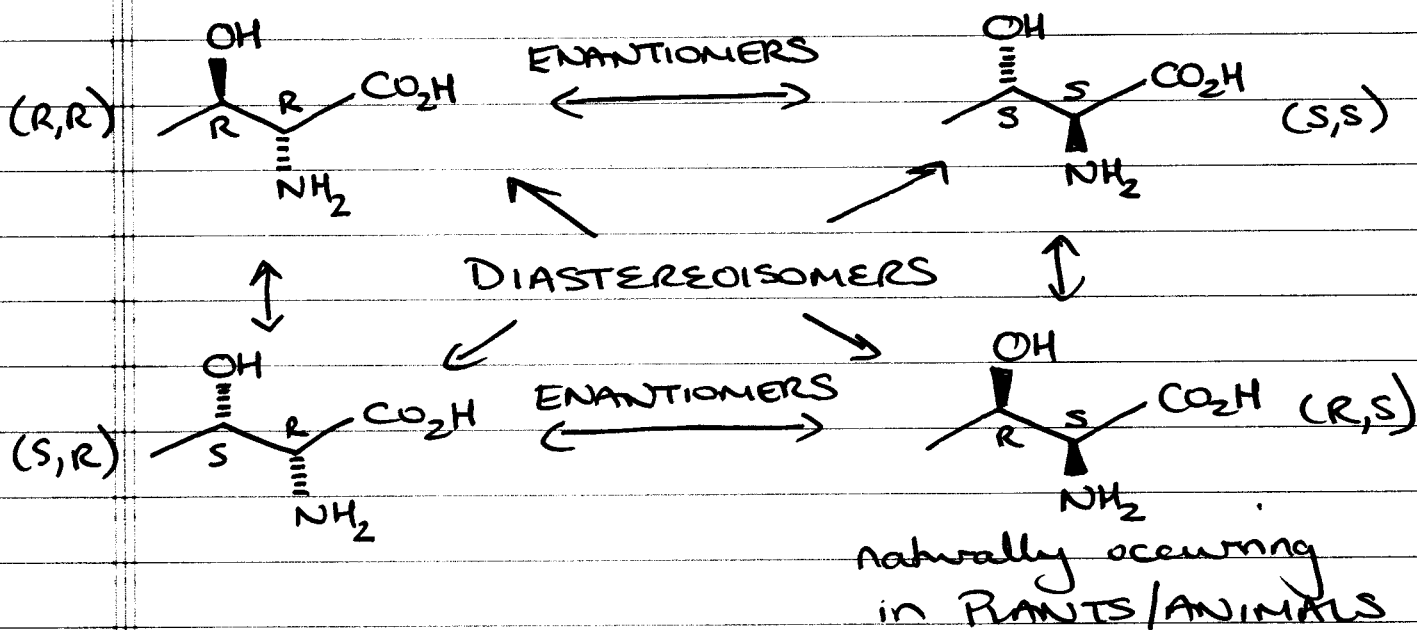 OH OH
ENANTIOMERS
(R,R) R R CO₂H S S CO₂H (S,S)
NH₂ NH₂
DIASTEREOISOMERS
OH OH
ENANTIOMERS
(S,R) S R CO₂H R S CO₂H (R,S)
NH₂ NH₂
naturally occurring
in PLANTS/ANIMALS